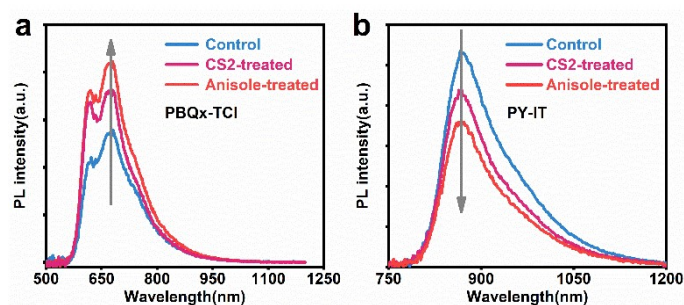 a
PL intensity(a.u.)
Control
CS2-treated
Anisole-treated
PBQx-TCl
500 650 800 950 1100 1250
Wavelength(nm)
b
PL intensity(a.u.)
Control
CS2-treated
Anisole-treated
PY-IT
750 900 1050 1200
Wavelength(nm)